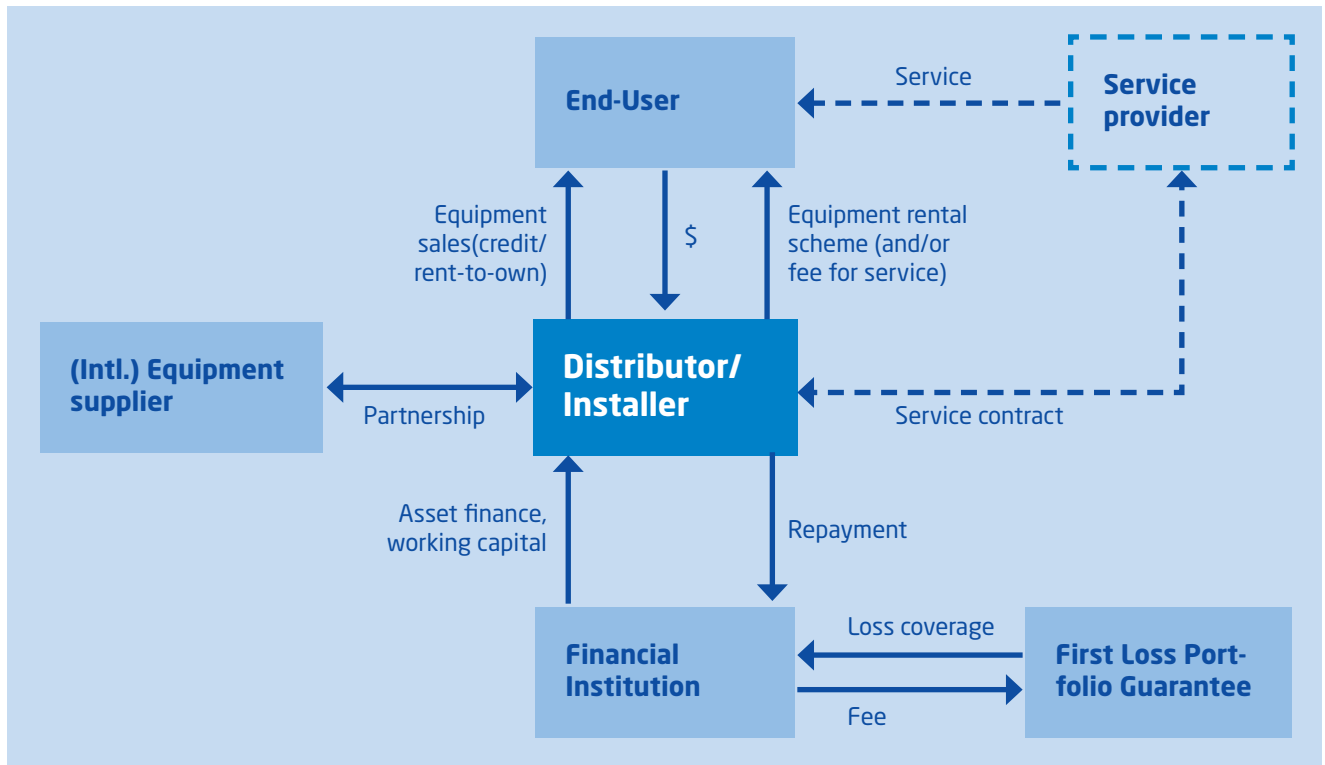 End-User
Service
Service
provider
Equipment
sales(credit/
rent-to-own)
$
Equipment rental
scheme (and/or
fee for service)
(Intl.) Equipment
supplier
Partnership
Distributor/
Installer
Service contract
Asset finance,
working capital
Repayment
Financial
Institution
Loss coverage
Fee
First Loss Port-
folio Guarantee